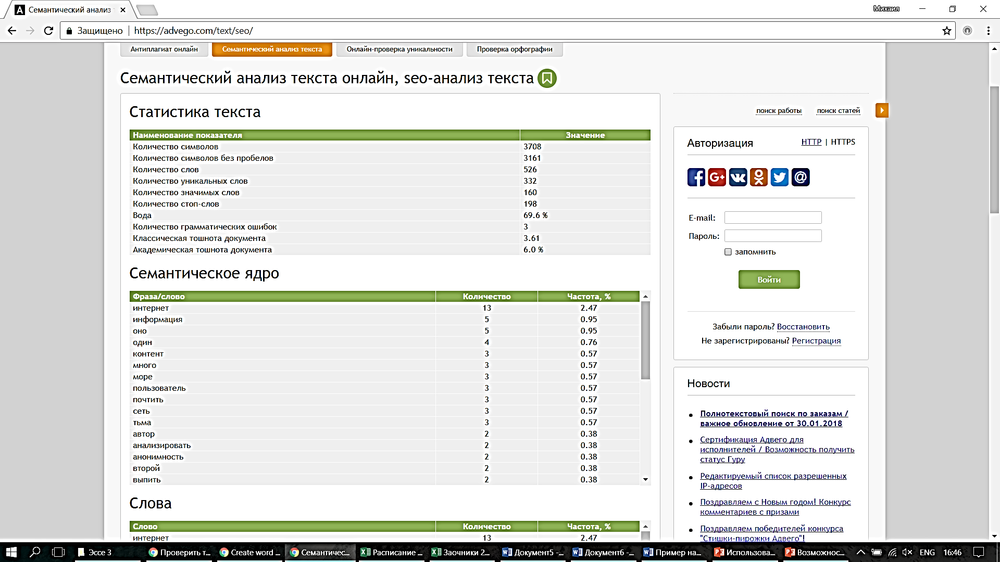 Семантический анализ
Михаил
Защищено https://advego.com/text/seo/
Антиплагиат онлайн Семантический анализ текста Онлайн-проверка уникальности Проверка орфографии
Семантический анализ текста онлайн, seo-анализ текста
Статистика текста
Наименование показателя Значение
Количество символов 3708
Количество символов без пробелов 3161
Количество слов 526
Количество уникальных слов 332
Количество значимых слов 160
Количество стоп-слов 198
Вода 69.6 %
Количество грамматических ошибок 3
Классическая тошнота документа 3.61
Академическая тошнота документа 6.0 %
Семантическое ядро
Фраза/слово Количество Частота, %
интернет 13 2.47
информация 5 0.95
оно 5 0.95
один 4 0.76
контент 3 0.57
много 3 0.57
море 3 0.57
пользователь 3 0.57
почтить 3 0.57
сеть 3 0.57
тьма 3 0.57
автор 2 0.38
анализировать 2 0.38
анонимность 2 0.38
второй 2 0.38
выпить 2 0.38
Слова
Слово Количество Частота, %
интернет 13 2.47
поиск работы поиск статей
Авторизация HTTP | HTTPS
E-mail:
Пароль:
запомнить
Войти
Забыли пароль? Восстановить
Не зарегистрированы? Регистрация
Новости
Полнотекстовый поиск по заказам /
важное обновление от 30.01.2018
Сертификация Адвего для
исполнителей / Возможность получить
статус Гуру
Редактируемый список разрешенных
IP-адресов
Поздравляем с Новым годом! Конкурс
комментариев с призами
Поздравляем победителей конкурса
"Стишки-пирожки Адвего"!
Эссе 3 Проверить т... Create word ... Семантичес... Расписание ... Заочники 2... Документ5 -... Документ6 -... Пример на... Использова... Возможнос... ENG 16:46